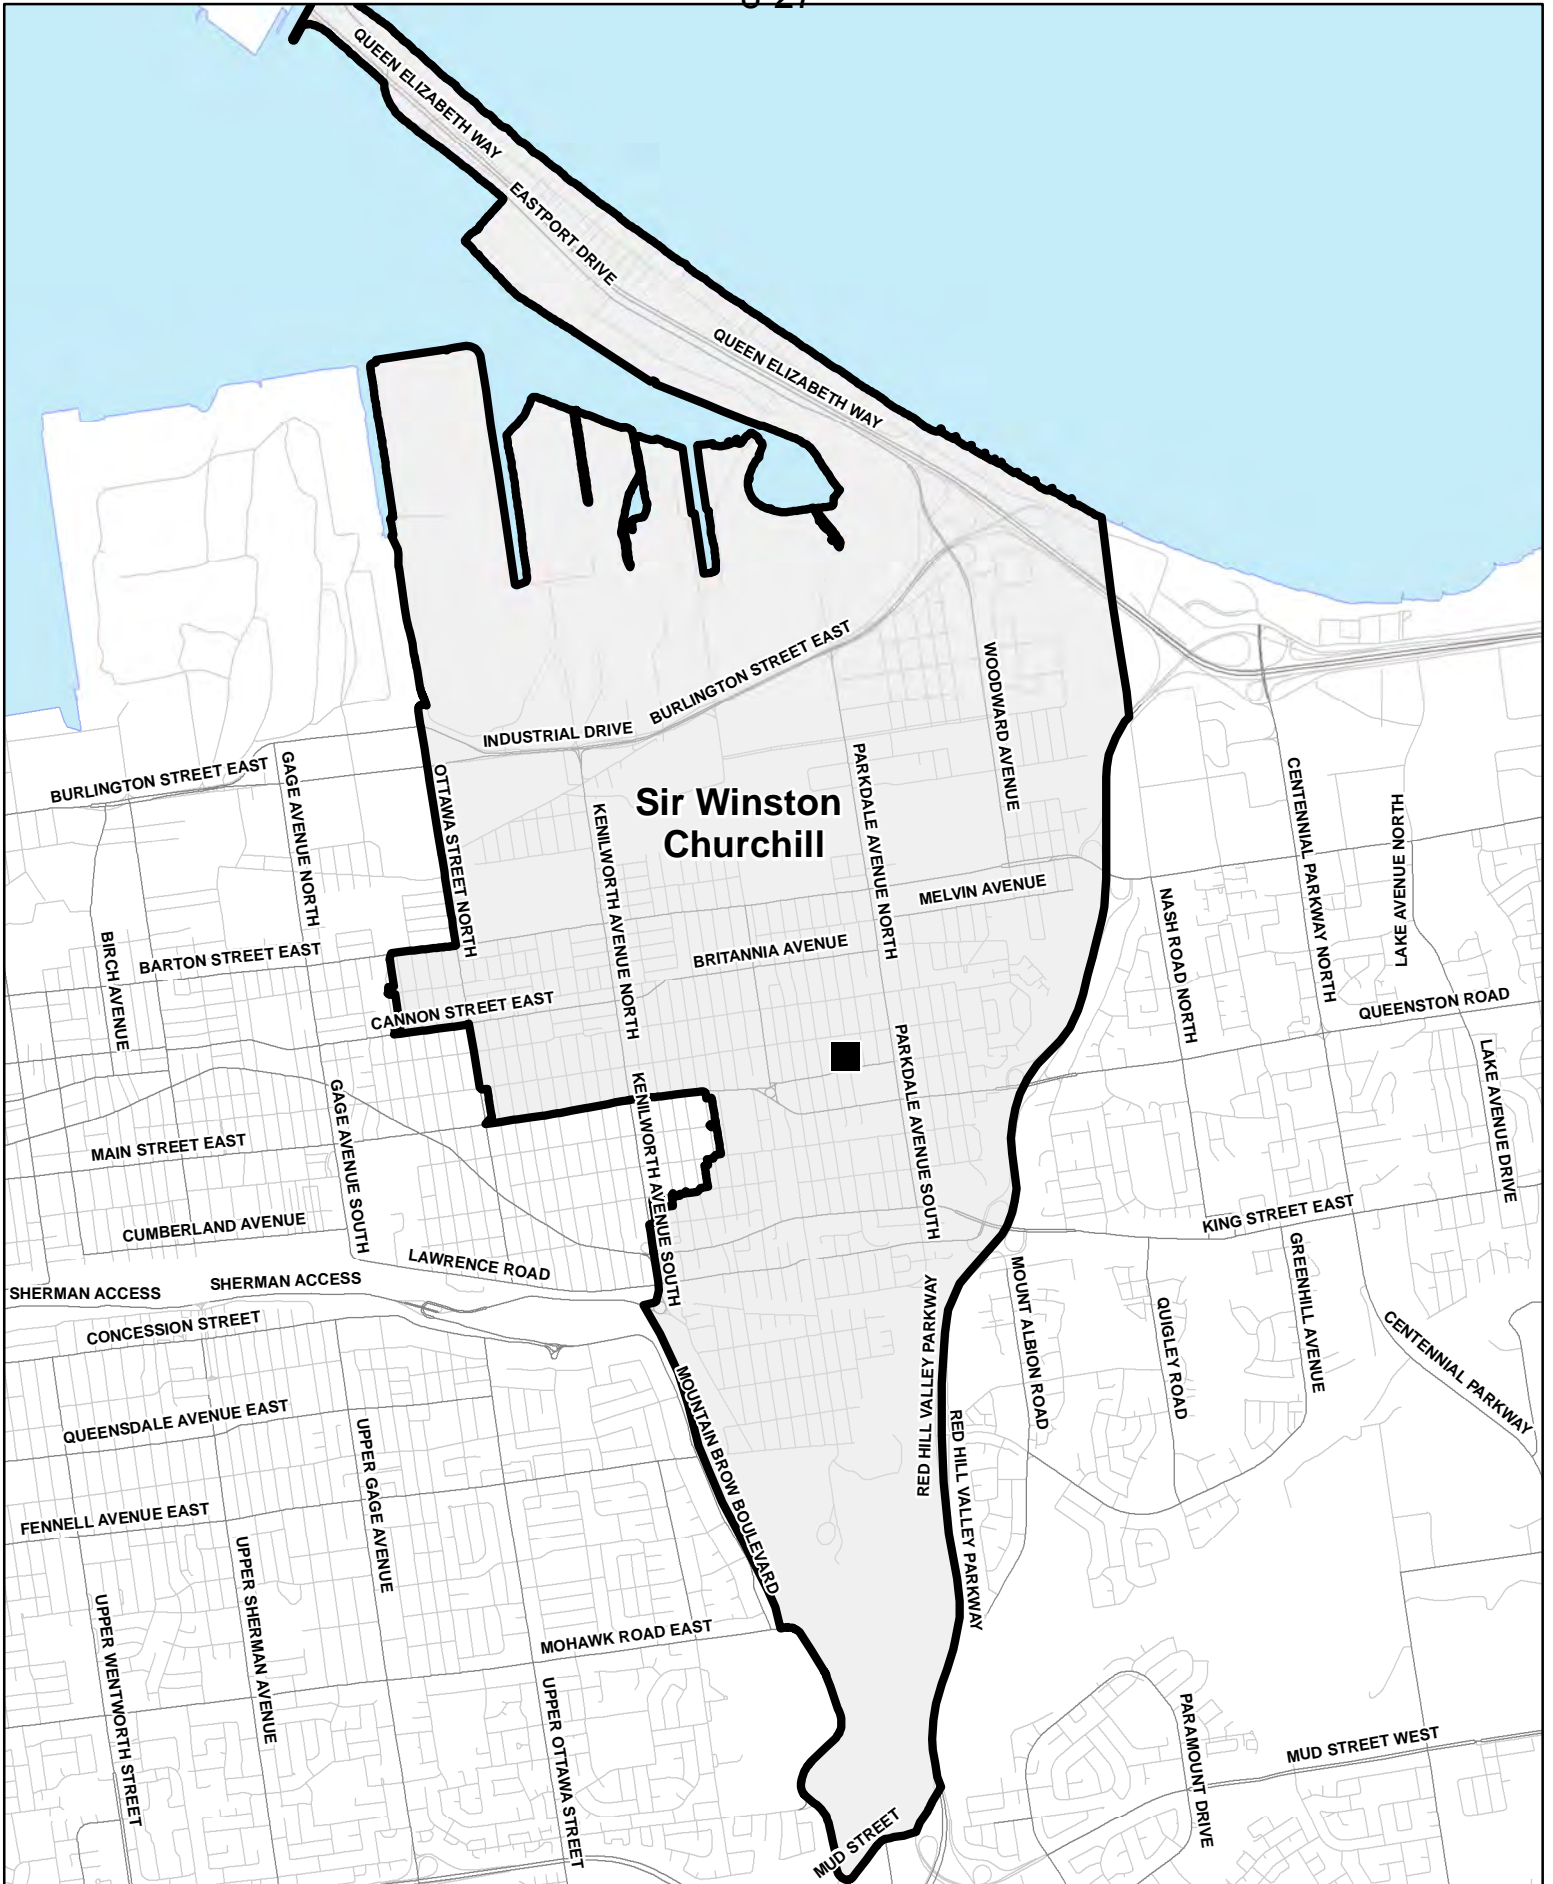 QUEEN ELIZABETH WAY
EASTPORT DRIVE
QUEEN ELIZABETH WAY
BURLINGTON STREET EAST
INDUSTRIAL DRIVE
WOODWARD AVENUE
BURLINGTON STREET EAST
GAGE AVENUE NORTH
OTTAWA STREET NORTH
KENILWORTH AVENUE NORTH
Sir Winston
Churchill
PARKDALE AVENUE NORTH
CENTENNIAL PARKWAY NORTH
LAKE AVENUE NORTH
MELVIN AVENUE
NASH ROAD NORTH
BIRCH AVENUE
BARTON STREET EAST
BRITANNIA AVENUE
CANNON STREET EAST
QUEENSTON ROAD
PARKDALE AVENUE SOUTH
LAKE AVENUE DRIVE
GAGE AVENUE SOUTH
KENILWORTH AVENUE SOUTH
MAIN STREET EAST
CUMBERLAND AVENUE
KING STREET EAST
LAWRENCE ROAD
SHERMAN ACCESS
SHERMAN ACCESS
GREENHILL AVENUE
MOUNT ALBION ROAD
QUIGLEY ROAD
RED HILL VALLEY PARKWAY
CONCESSION STREET
CENTENNIAL PARKWAY
MOUNTAIN BROW BOULEVARD
QUEENSDALE AVENUE EAST
RED HILL VALLEY PARKWAY
UPPER GAGE AVENUE
FENNELL AVENUE EAST
UPPER SHERMAN AVENUE
UPPER WENTWORTH STREET
MOHAWK ROAD EAST
UPPER OTTAWA STREET
PARAMOUNT DRIVE
MUD STREET WEST
MUD STREET